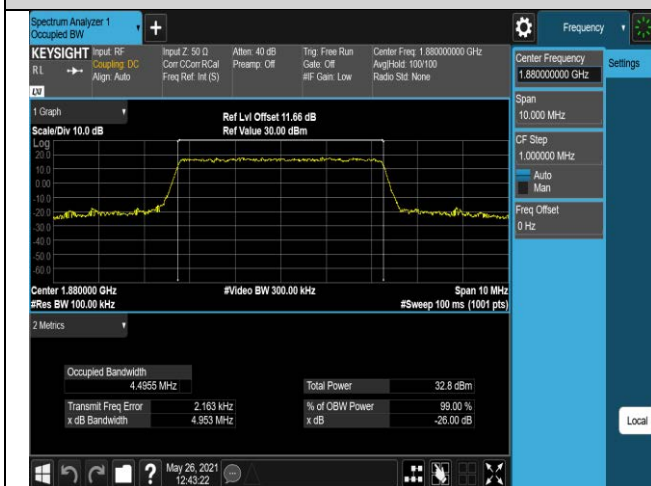 Spectrum Analyzer 1
Occupied BW
+
Frequency
KEYSIGHT
RL
LXI
Input: RF
Coupling: DC
Align: Auto
Input Z: 50 Ω
Corr CCorr RCal
Freq Ref: Int (S)
Atten: 40 dB
Preamp: Off
Trig: Free Run
Gate: Off
#IF Gain: Low
Center Freq: 1.880000000 GHz
Avg|Hold: 100/100
Radio Std: None
Center Frequency
1.880000000 GHz
Settings
Span
10.000 MHz
CF Step
1.000000 MHz
Auto
Man
Freq Offset
0 Hz
Local
1 Graph
Scale/Div 10.0 dB
Ref Lvl Offset 11.66 dB
Ref Value 30.00 dBm
Log
20.0
10.0
0.00
-10.0
-20.0
-30.0
-40.0
-50.0
-60.0
Center 1.880000 GHz
#Res BW 100.00 kHz
#Video BW 300.00 kHz
Span 10 MHz
#Sweep 100 ms (1001 pts)
2 Metrics
Occupied Bandwidth
4.4955 MHz
Total Power 32.8 dBm
Transmit Freq Error 2.163 kHz
% of OBW Power 99.00 %
x dB Bandwidth 4.953 MHz
x dB -26.00 dB
?
May 26, 2021
12:43:22